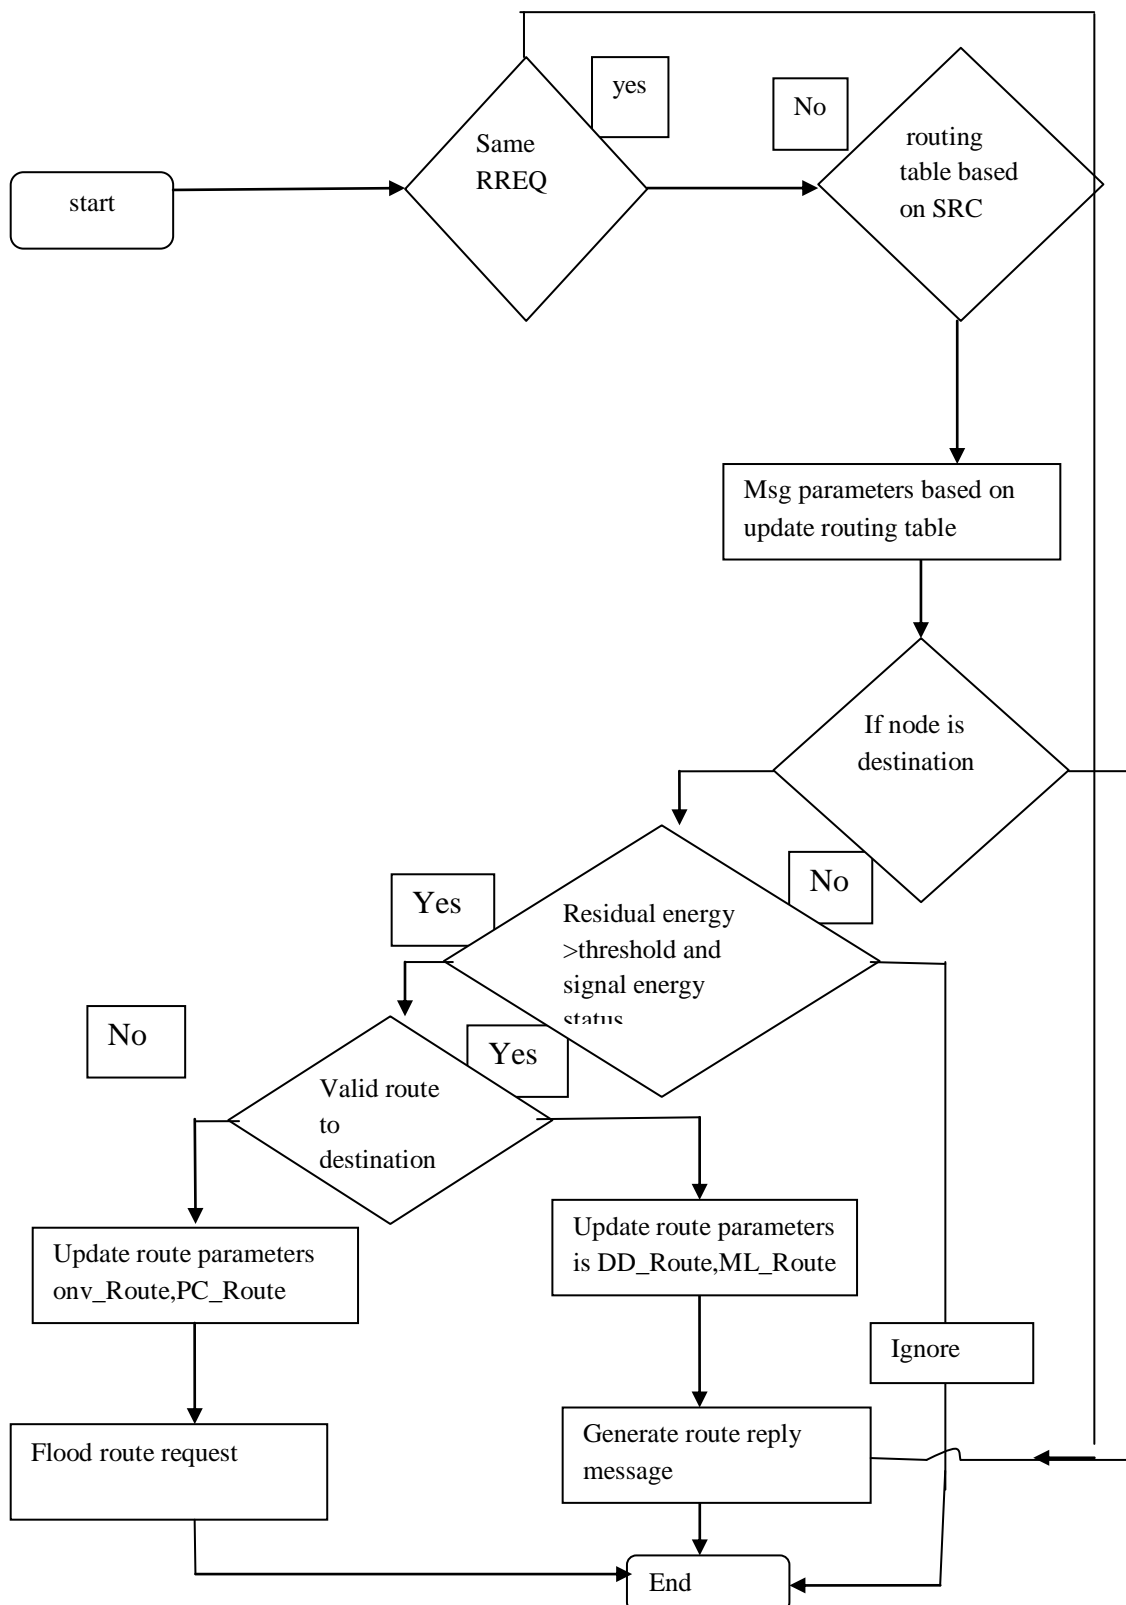 yes
No
Same
RREQ
routing
table based
on SRC
start
Msg parameters based on
update routing table
If node is
destination
Yes
No
Residual energy
>threshold and
signal energy
status
No
Yes
Valid route
to
destination
Update route parameters
onv_Route,PC_Route
Update route parameters
is DD_Route,ML_Route
Ignore
Flood route request
Generate route reply
message
End